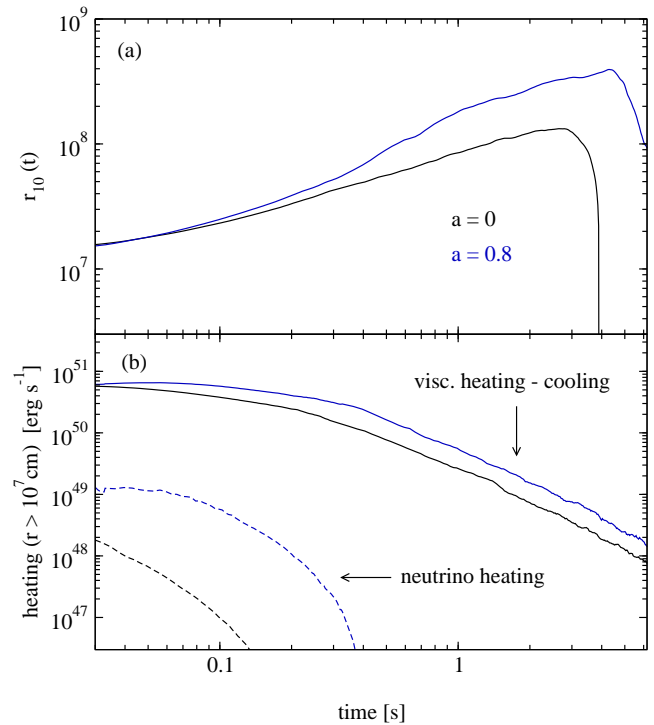 10^9
(a)
10^8
r_10 (t)
a = 0
a = 0.8
10^7
(b)
10^51
visc. heating - cooling
10^50
10^49
heating (r > 10^7 cm) [erg s^-1]
10^48
neutrino heating
10^47
0.1 1
time [s]